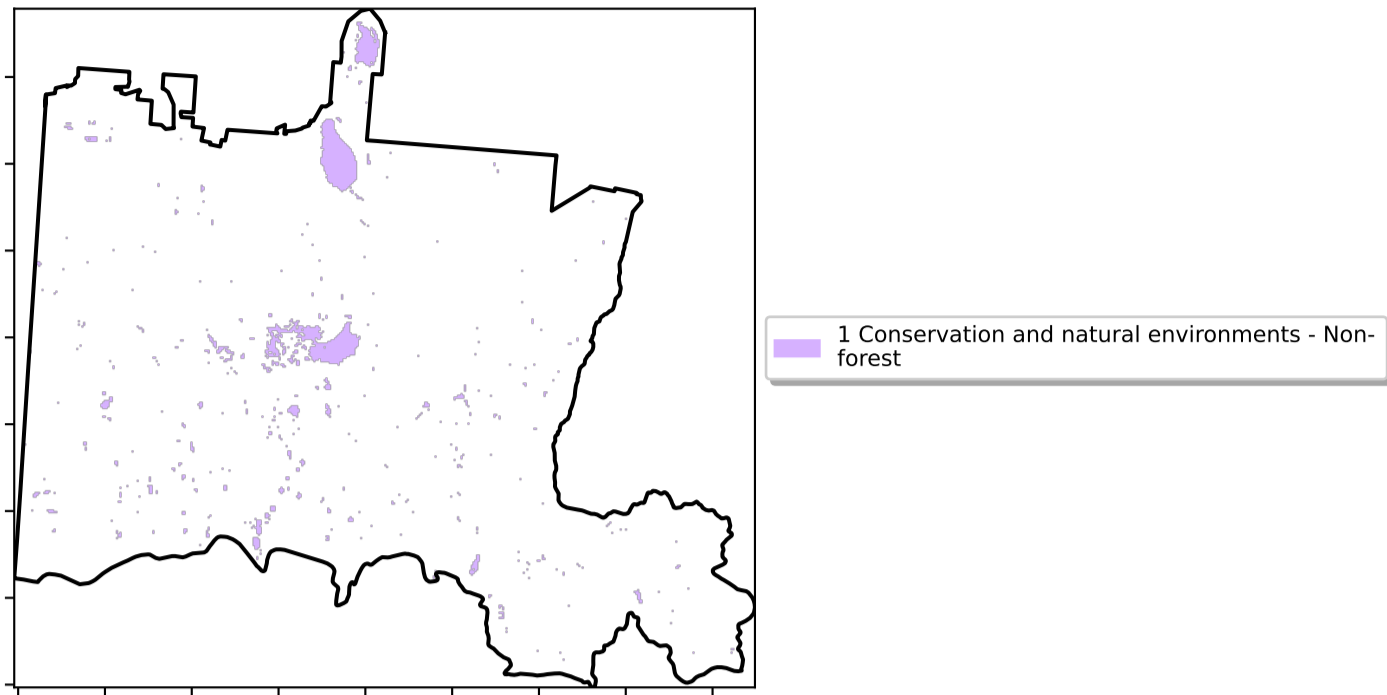 1 Conservation and natural environments - Non-
forest